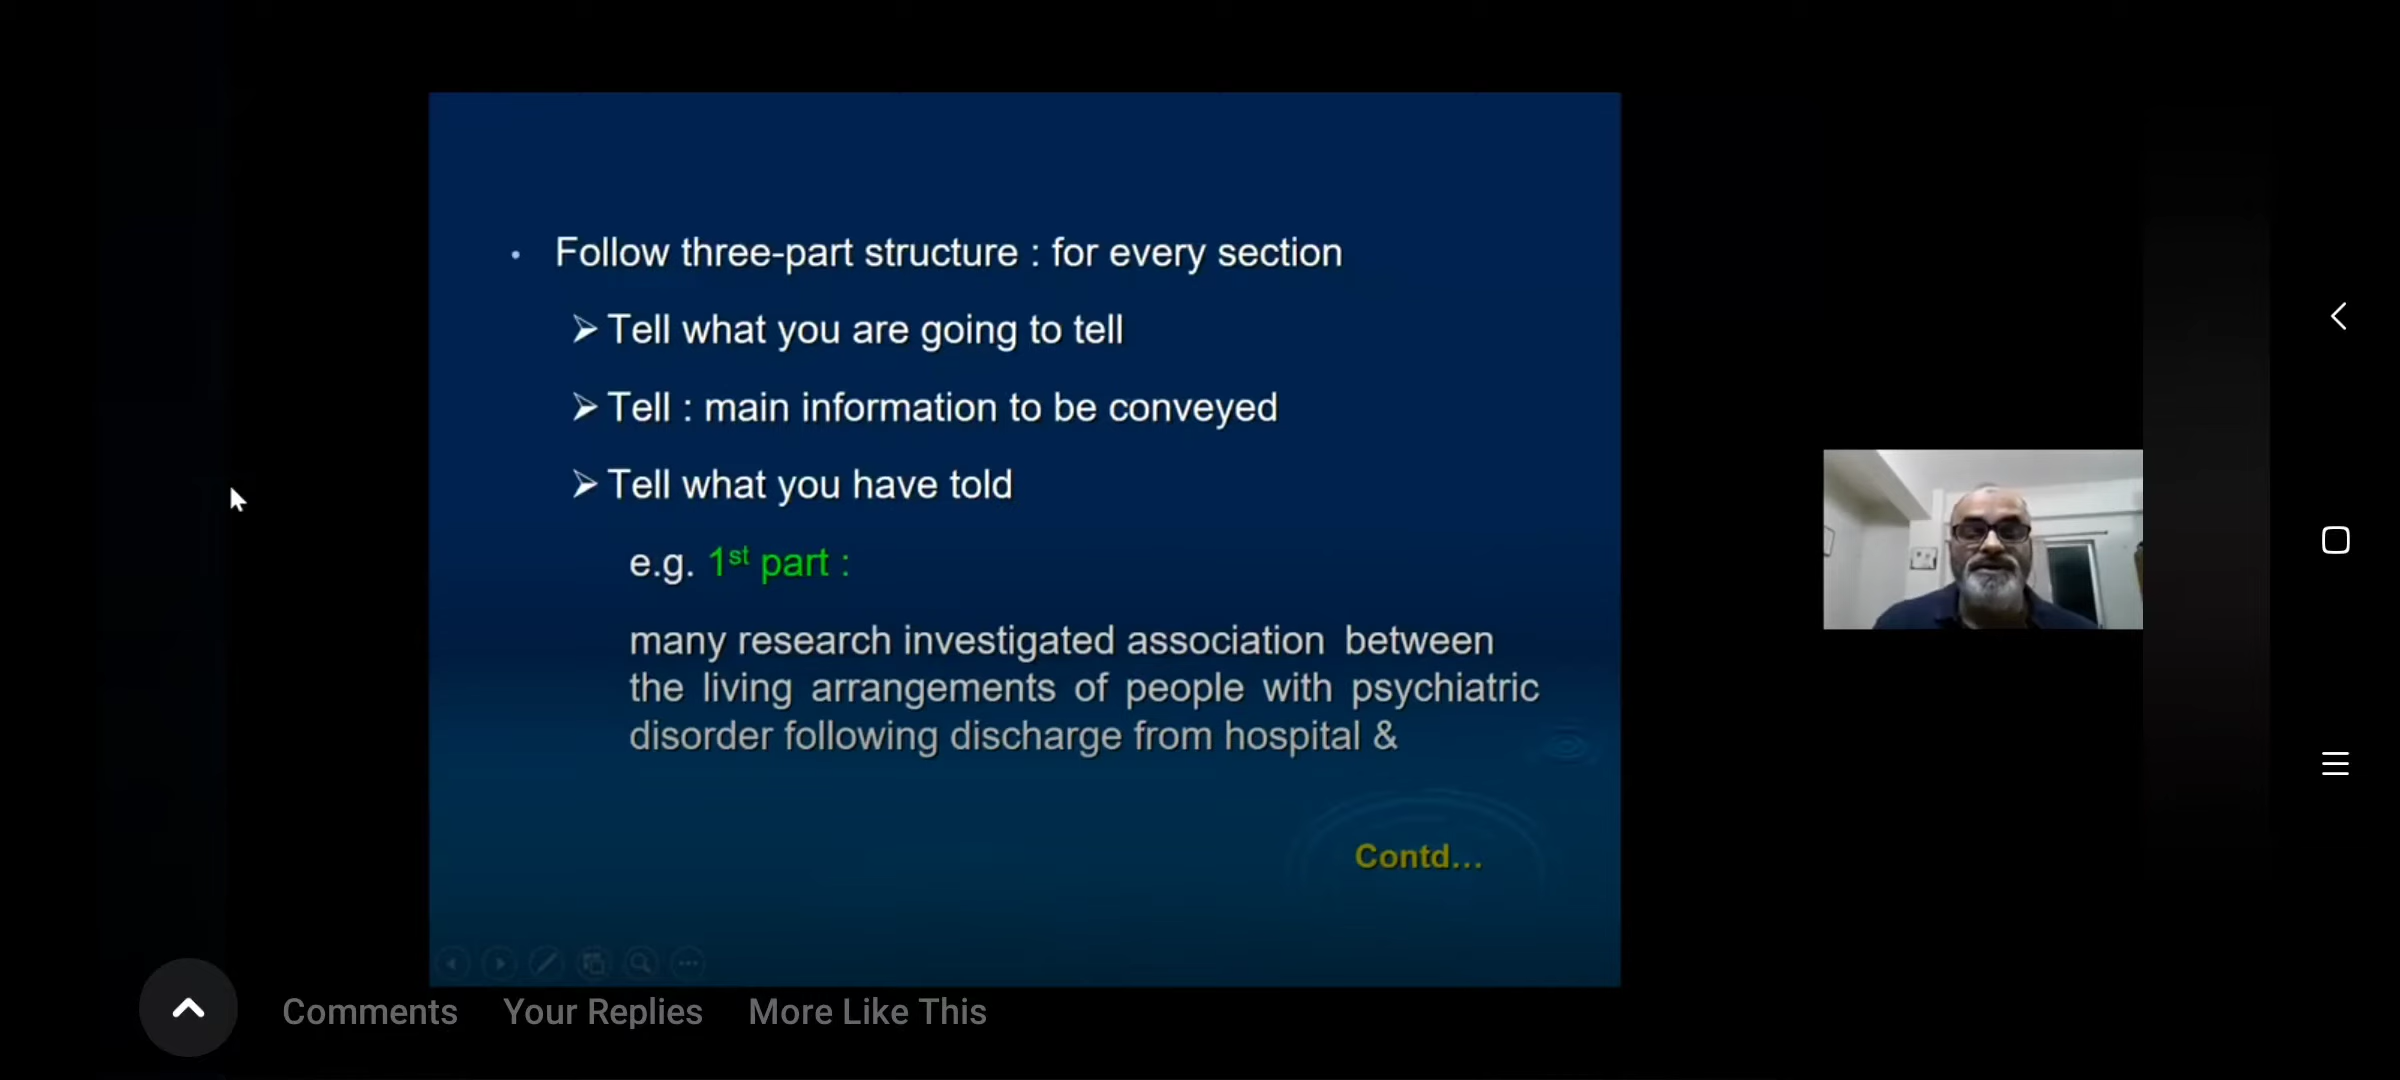 • Follow three-part structure : for every section
➢ Tell what you are going to tell
➢ Tell : main information to be conveyed
➢ Tell what you have told
e.g. 1st part :
many research investigated association between
the living arrangements of people with psychiatric
disorder following discharge from hospital &
Contd...
Comments Your Replies More Like This